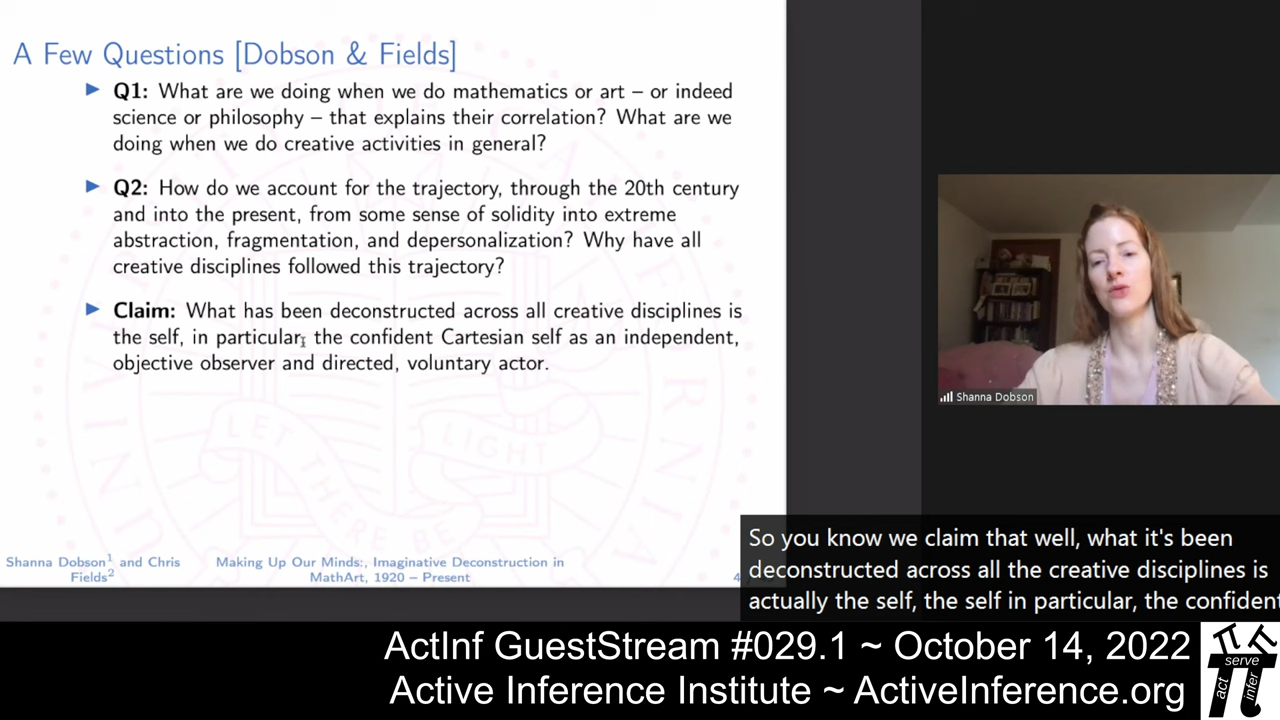 A Few Questions [Dobson & Fields]
Q1: What are we doing when we do mathematics or art – or indeed
science or philosophy – that explains their correlation? What are we
doing when we do creative activities in general?
Q2: How do we account for the trajectory, through the 20th century
and into the present, from some sense of solidity into extreme
abstraction, fragmentation, and depersonalization? Why have all
creative disciplines followed this trajectory?
Claim: What has been deconstructed across all creative disciplines is
the self, in particular, the confident Cartesian self as an independent,
objective observer and directed, voluntary actor.
LET THERE BE LIGHT
Shanna Dobson¹ and Chris
Fields²
Making Up Our Minds:, Imaginative Deconstruction in
MathArt, 1920 – Present
4
Shanna Dobson
So you know we claim that well, what it's been
deconstructed across all the creative disciplines is
actually the self, the self in particular, the confident
ActInf GuestStream #029.1 ~ October 14, 2022
Active Inference Institute ~ ActiveInference.org
serve
act
infer